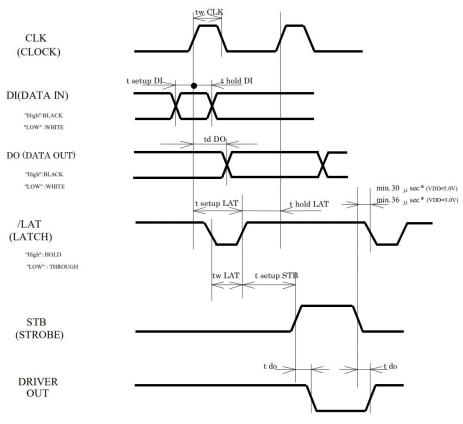 tw CLK
CLK
(CLOCK)
t setup DI
t hold DI
DI(DATA IN)
"High":BLACK
"LOW" :WHITE
td DO
DO (DATA OUT)
"High":BLACK
"LOW" :WHITE
min. 30 μ sec* (VDD=5.0V)
min. 36 μ sec* (VDD=3.0V)
t setup LAT
t hold LAT
/LAT
(LATCH)
"High": HOLD
"LOW" : THROUGH
tw LAT
t setup STB
STB
(STROBE)
t do
t do
DRIVER
OUT